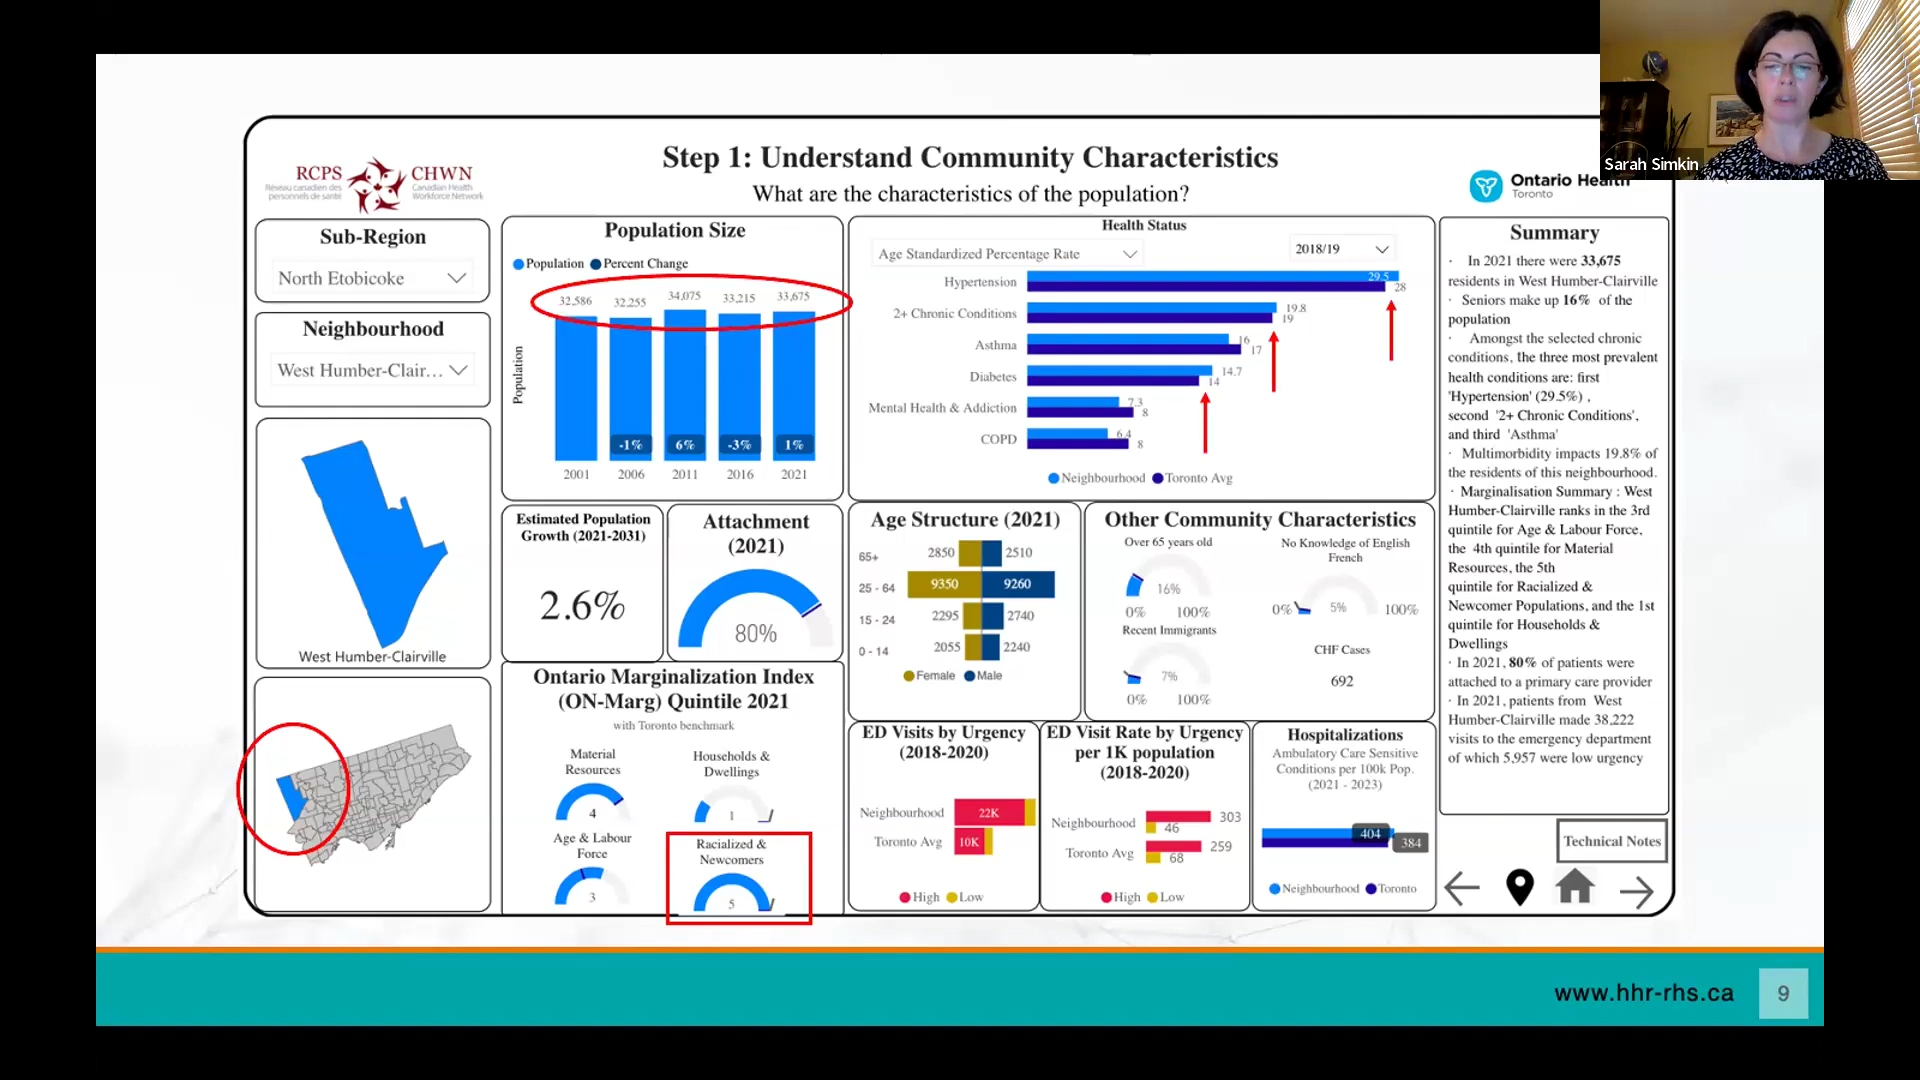 Sarah Simkin
Step 1: Understand Community Characteristics
What are the characteristics of the population?
RCPS
Réseau canadien des
personnels de santé
CHWN
Canadian Health
Workforce Network
Ontario Health
Toronto
Sub-Region
North Etobicoke
Neighbourhood
West Humber-Clair...
West Humber-Clairville
Population Size
Population
Percent Change
32,586
32,255
34,075
33,215
33,675
Population
-1%
6%
-3%
1%
2001
2006
2011
2016
2021
Health Status
Age Standardized Percentage Rate
2018/19
Hypertension
29.5
28
2+ Chronic Conditions
19.8
19
Asthma
16
17
Diabetes
14.7
14
Mental Health & Addiction
7.3
8
COPD
6.4
8
Neighbourhood
Toronto Avg
Estimated Population
Growth (2021-2031)
2.6%
Attachment
(2021)
80%
Age Structure (2021)
65+
2850
2510
25 - 64
9350
9260
15 - 24
2295
2740
0 - 14
2055
2240
Female
Male
Other Community Characteristics
Over 65 years old
16%
0%
100%
No Knowledge of English
French
0%
5%
100%
Recent Immigrants
7%
0%
100%
CHF Cases
692
Ontario Marginalization Index
(ON-Marg) Quintile 2021
with Toronto benchmark
Material
Resources
4
Households &
Dwellings
1
Age & Labour
Force
3
Racialized &
Newcomers
5
ED Visits by Urgency
(2018-2020)
Neighbourhood
22K
Toronto Avg
10K
High
Low
ED Visit Rate by Urgency
per 1K population
(2018-2020)
Neighbourhood
303
46
Toronto Avg
259
68
High
Low
Hospitalizations
Ambulatory Care Sensitive
Conditions per 100k Pop.
(2021 - 2023)
404
384
Neighbourhood
Toronto
Summary
· In 2021 there were 33,675
residents in West Humber-Clairville
· Seniors make up 16% of the
population
· Amongst the selected chronic
conditions, the three most prevalent
health conditions are: first
'Hypertension' (29.5%) ,
second '2+ Chronic Conditions',
and third 'Asthma'
· Multimorbidity impacts 19.8% of
the residents of this neighbourhood.
· Marginalisation Summary : West
Humber-Clairville ranks in the 3rd
quintile for Age & Labour Force,
the 4th quintile for Material
Resources, the 5th
quintile for Racialized &
Newcomer Populations, and the 1st
quintile for Households &
Dwellings
· In 2021, 80% of patients were
attached to a primary care provider
· In 2021, patients from West
Humber-Clairville made 38,222
visits to the emergency department
of which 5,957 were low urgency
Technical Notes
www.hhr-rhs.ca
9